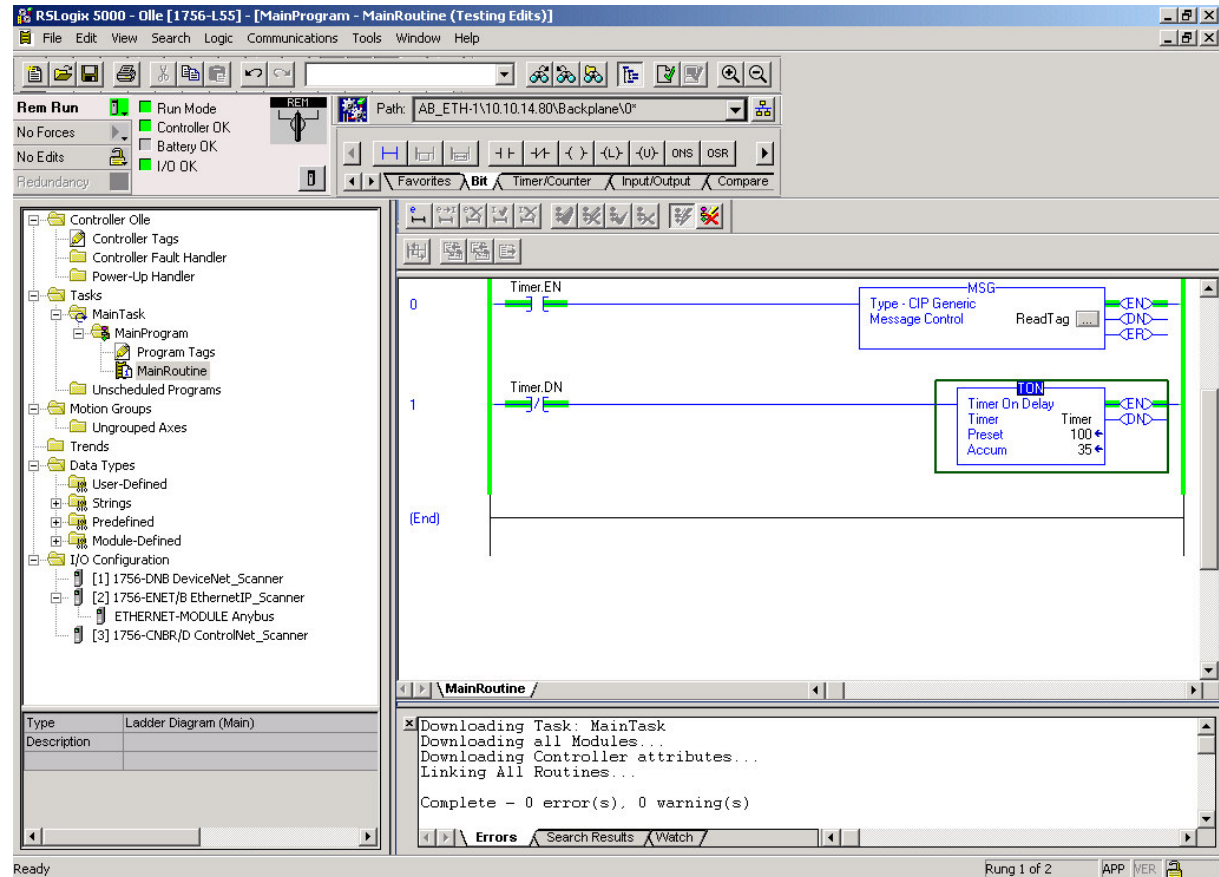 RSLogix 5000 - Olle [1756-L55] - [MainProgram - MainRoutine (Testing Edits)]
File Edit View Search Logic Communications Tools Window Help
Rem Run
No Forces
No Edits
Redundancy
Run Mode
Controller OK
Battery OK
I/O OK
REM
Path: AB_ETH-1\10.10.14.80\Backplane\0*
ONS OSR
Favorites Bit Timer/Counter Input/Output Compare
Controller Olle
Controller Tags
Controller Fault Handler
Power-Up Handler
Tasks
MainTask
MainProgram
Program Tags
MainRoutine
Unscheduled Programs
Motion Groups
Ungrouped Axes
Trends
Data Types
User-Defined
Strings
Predefined
Module-Defined
I/O Configuration
[1] 1756-DNB DeviceNet_Scanner
[2] 1756-ENET/B EthernetIP_Scanner
ETHERNET-MODULE Anybus
[3] 1756-CNBR/D ControlNet_Scanner
Type Ladder Diagram (Main)
Description
0
Timer.EN
MSG
Type - CIP Generic
Message Control ReadTag ...
EN
DN
ER
1
Timer.DN
TON
Timer On Delay
Timer Timer
Preset 100
Accum 35
EN
DN
(End)
MainRoutine
Downloading Task: MainTask
Downloading all Modules...
Downloading Controller attributes...
Linking All Routines...
Complete - 0 error(s), 0 warning(s)
Errors Search Results Watch
Ready
Rung 1 of 2 APP VER